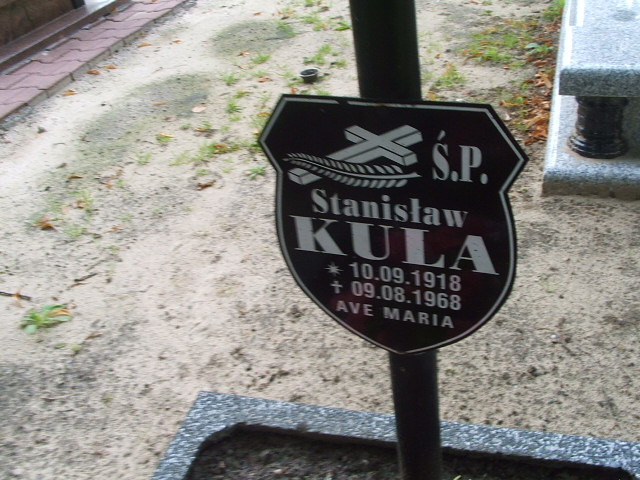 Ś.P.
Stanisław
KULA
* 10.09.1918
† 09.08.1968
AVE MARIA